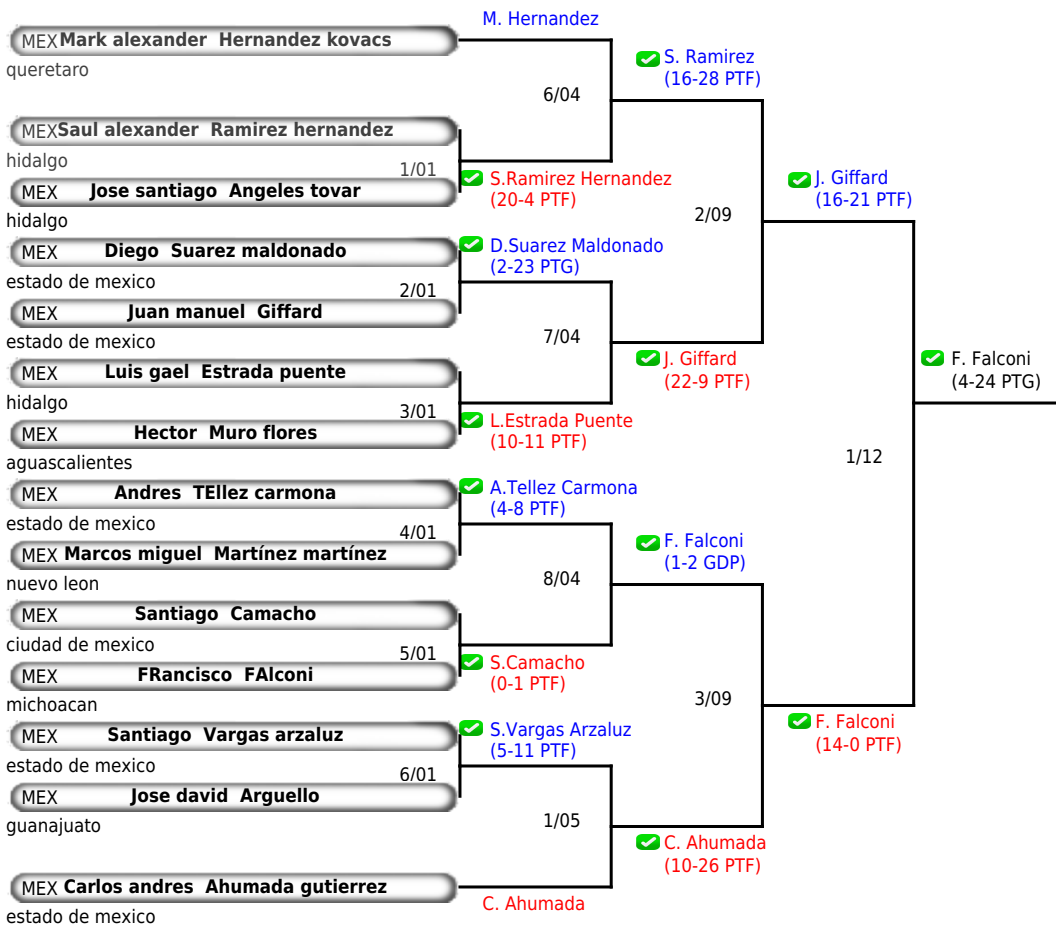 M. Hernandez
MEX Mark alexander Hernandez kovacs
queretaro
6/04
S. Ramirez
(16-28 PTF)
MEX Saul alexander Ramirez hernandez
hidalgo
1/01
MEX Jose santiago Angeles tovar
hidalgo
S.Ramirez Hernandez
(20-4 PTF)
2/09
J. Giffard
(16-21 PTF)
MEX Diego Suarez maldonado
estado de mexico
2/01
D.Suarez Maldonado
(2-23 PTG)
MEX Juan manuel Giffard
estado de mexico
7/04
J. Giffard
(22-9 PTF)
MEX Luis gael Estrada puente
hidalgo
3/01
MEX Hector Muro flores
aguascalientes
L.Estrada Puente
(10-11 PTF)
F. Falconi
(4-24 PTG)
1/12
MEX Andres TEllez carmona
estado de mexico
4/01
A.Tellez Carmona
(4-8 PTF)
MEX Marcos miguel Martínez martínez
nuevo leon
8/04
F. Falconi
(1-2 GDP)
MEX Santiago Camacho
ciudad de mexico
5/01
MEX FRancisco FAlconi
michoacan
S.Camacho
(0-1 PTF)
3/09
F. Falconi
(14-0 PTF)
MEX Santiago Vargas arzaluz
estado de mexico
6/01
S.Vargas Arzaluz
(5-11 PTF)
MEX Jose david Arguello
guanajuato
1/05
C. Ahumada
(10-26 PTF)
MEX Carlos andres Ahumada gutierrez
estado de mexico
C. Ahumada